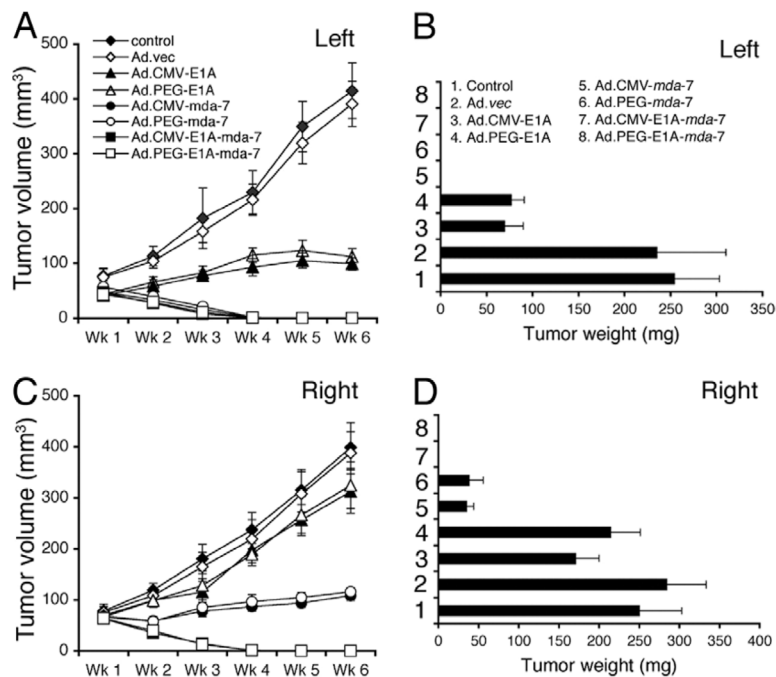 A
Left
Tumor volume (mm3)
500
400
300
200
100
0
control
Ad.vec
Ad.CMV-E1A
Ad.PEG-E1A
Ad.CMV-mda-7
Ad.PEG-mda-7
Ad.CMV-E1A-mda-7
Ad.PEG-E1A-mda-7
Wk 1 Wk 2 Wk 3 Wk 4 Wk 5 Wk 6
B
Left
1. Control
2. Ad.vec
3. Ad.CMV-E1A
4. Ad.PEG-E1A
5. Ad.CMV-mda-7
6. Ad.PEG-mda-7
7. Ad.CMV-E1A-mda-7
8. Ad.PEG-E1A-mda-7
8
7
6
5
4
3
2
1
0 50 100 150 200 250 300 350
Tumor weight (mg)
C
Right
Tumor volume (mm3)
500
400
300
200
100
0
Wk 1 Wk 2 Wk 3 Wk 4 Wk 5 Wk 6
D
Right
8
7
6
5
4
3
2
1
0 50 100 150 200 250 300 350 400
Tumor weight (mg)